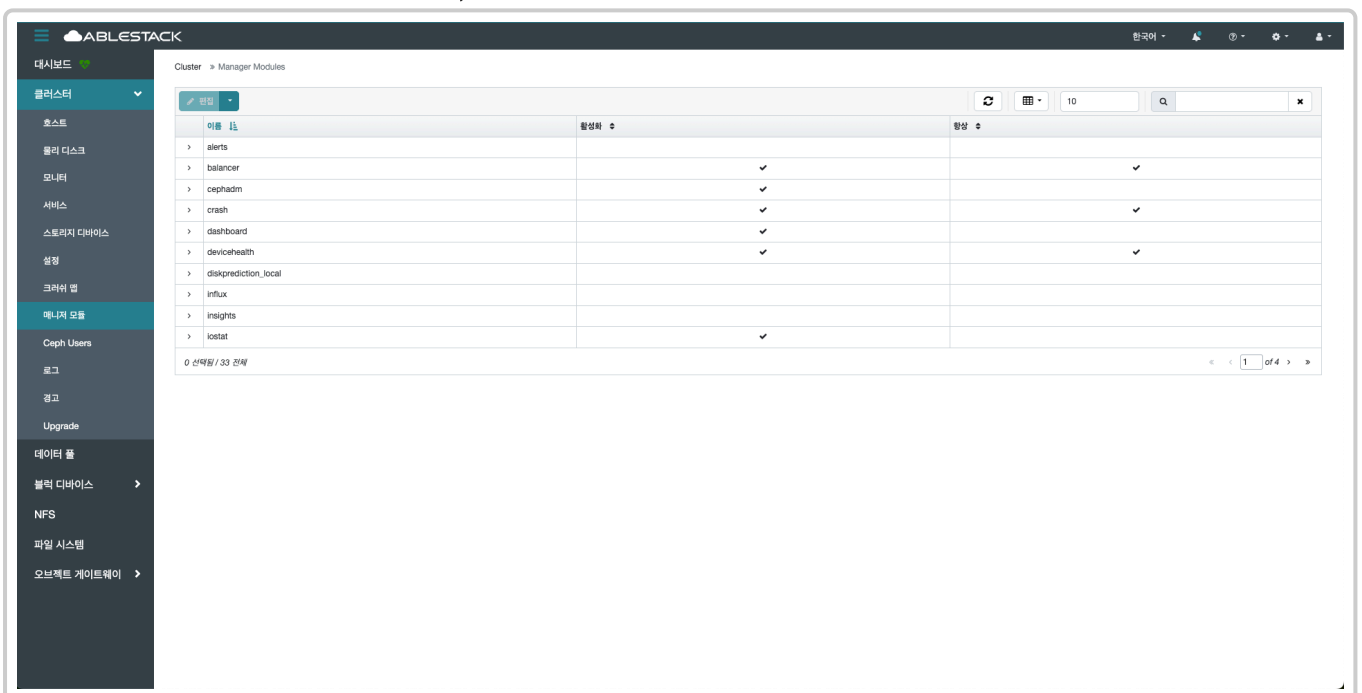 ABLESTACK 한국어
대시보드
Cluster » Manager Modules
클러스터
호스트
물리 디스크
모니터
서비스
스토리지 디바이스
설정
크러쉬 맵
매니저 모듈
Ceph Users
로그
경고
Upgrade
데이터 풀
블럭 디바이스
NFS
파일 시스템
오브젝트 게이트웨이
편집 10
이름 활성화 항상
alerts
balancer
cephadm
crash
dashboard
devicehealth
diskprediction_local
influx
insights
iostat
0 선택됨 / 33 전체 « ‹ 1 of 4 › »